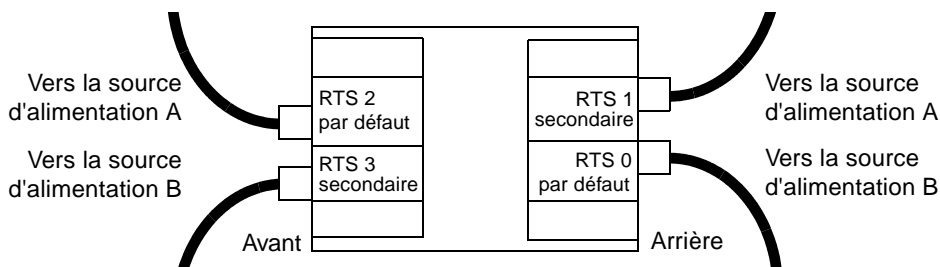 Vers la source
d'alimentation A
RTS 2
par défaut
RTS 1
secondaire
Vers la source
d'alimentation A
Vers la source
d'alimentation B
RTS 3
secondaire
RTS 0
par défaut
Vers la source
d'alimentation B
Avant
Arrière